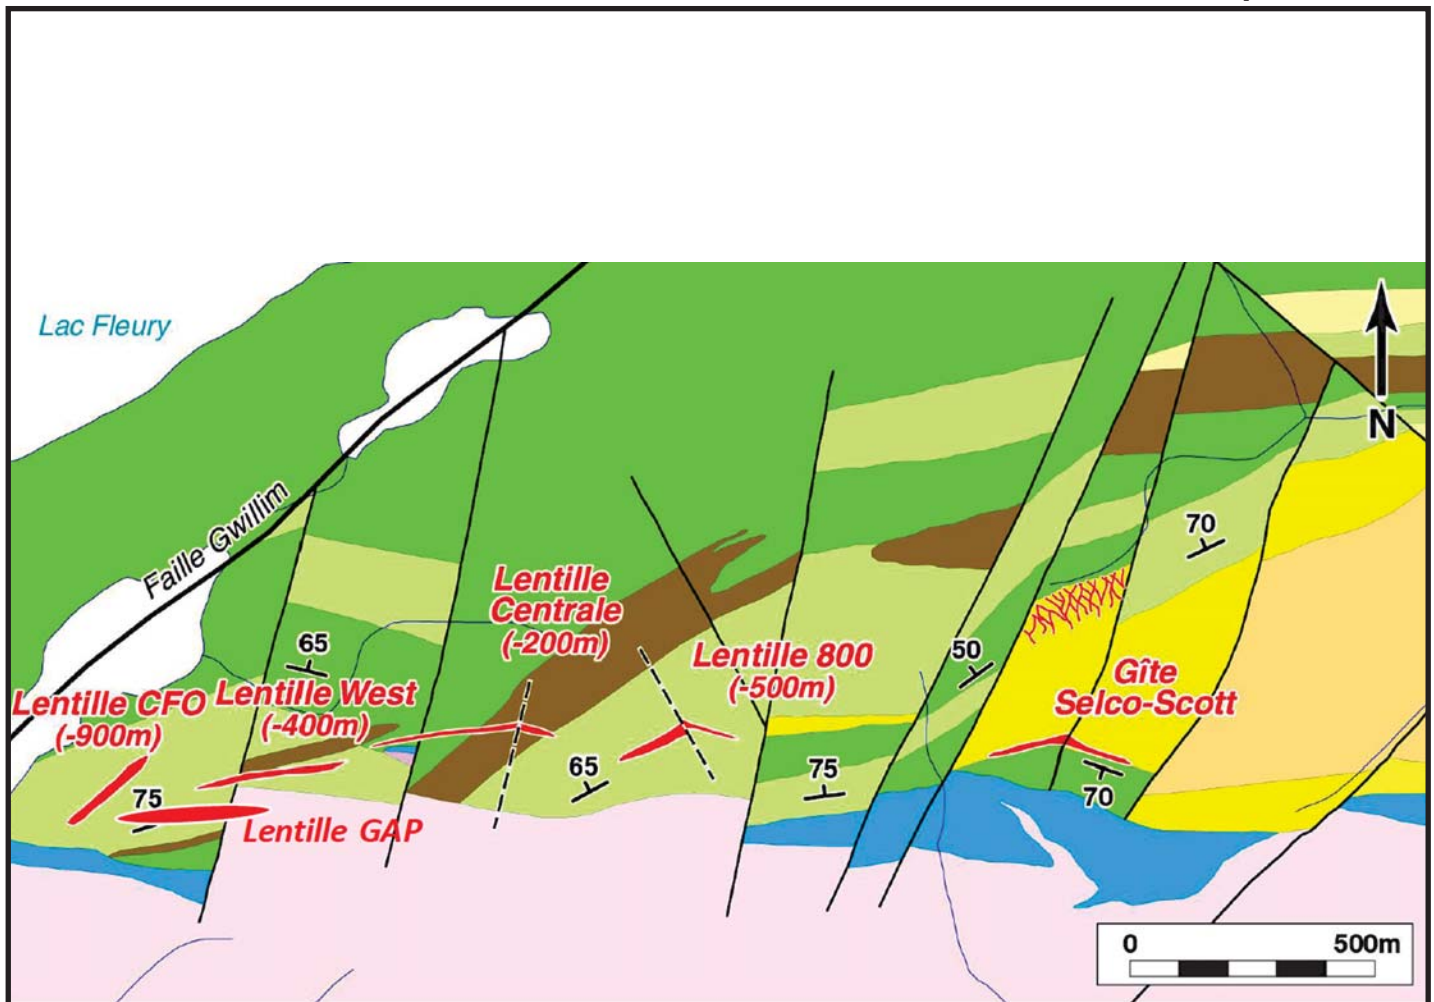 Lac Fleury
N
Faille Gwillim
70
Lentille
Centrale
(-200m)
65
50
Lentille 800
(-500m)
Gîte
Selco-Scott
Lentille CFO
(-900m)
Lentille West
(-400m)
65
75
70
75
Lentille GAP
0
500m